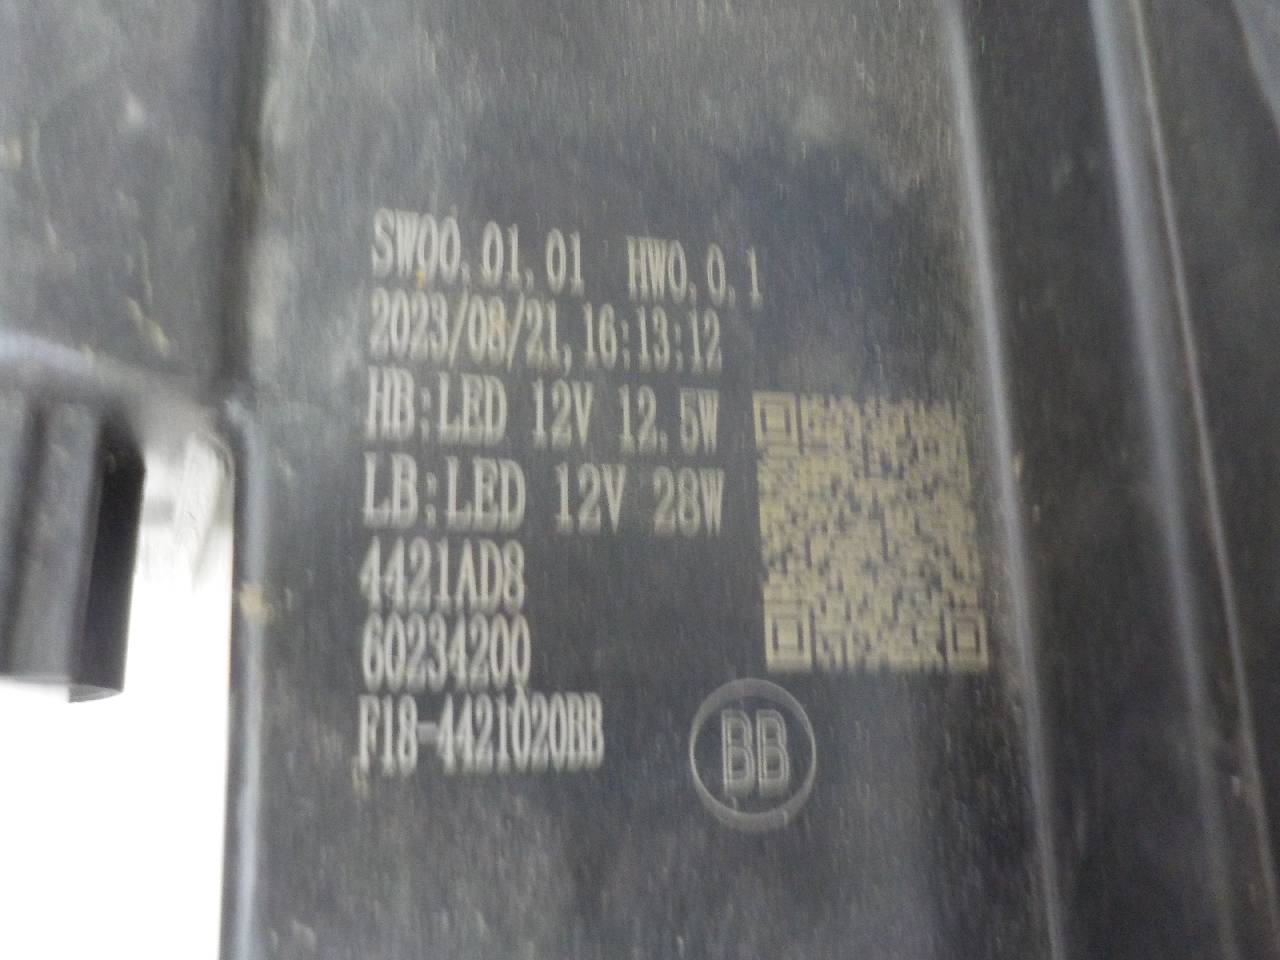 SW00.01.01 HW0.0.1
2023/08/21,16:13:12
HB:LED 12V 12.5W
LB:LED 12V 28W
4421AD8
60234200
F18-4421020BB
BB